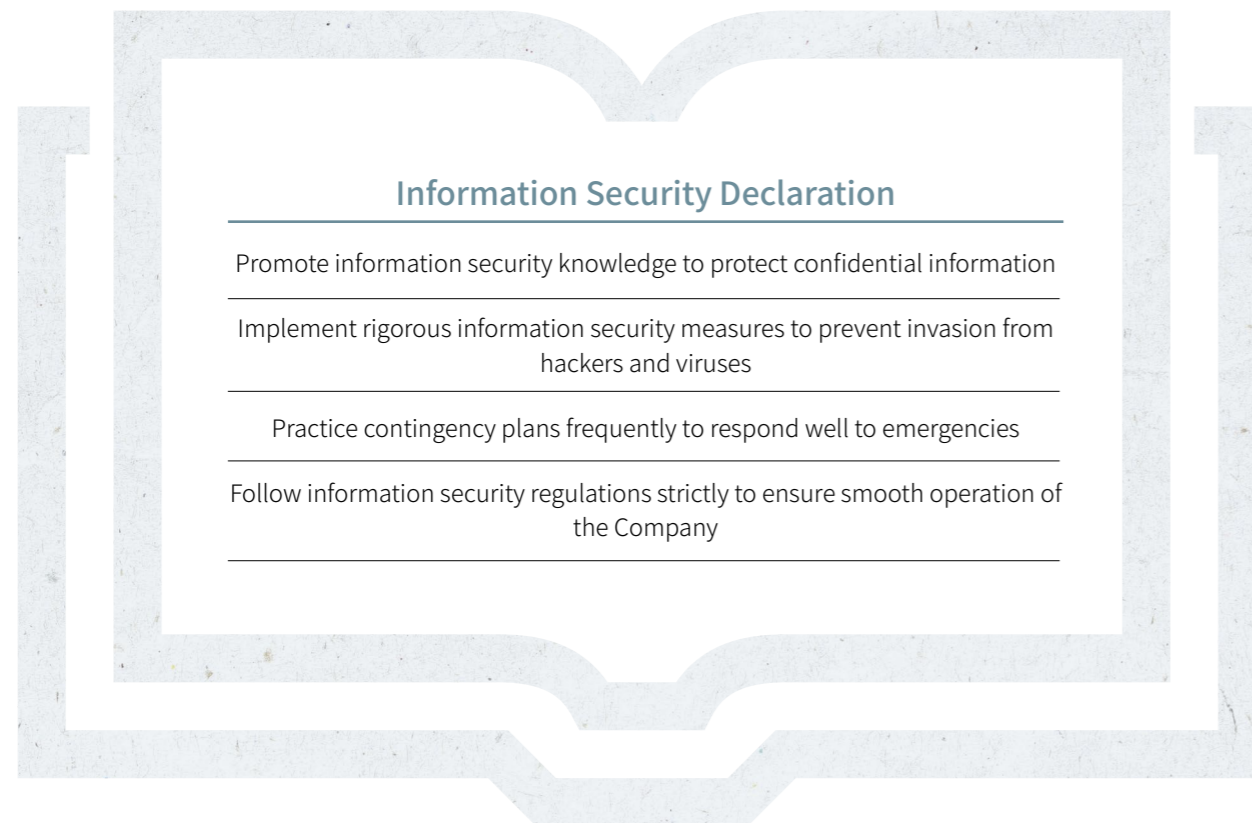 Information Security Declaration
Promote information security knowledge to protect confidential information
Implement rigorous information security measures to prevent invasion from
hackers and viruses
Practice contingency plans frequently to respond well to emergencies
Follow information security regulations strictly to ensure smooth operation of
the Company